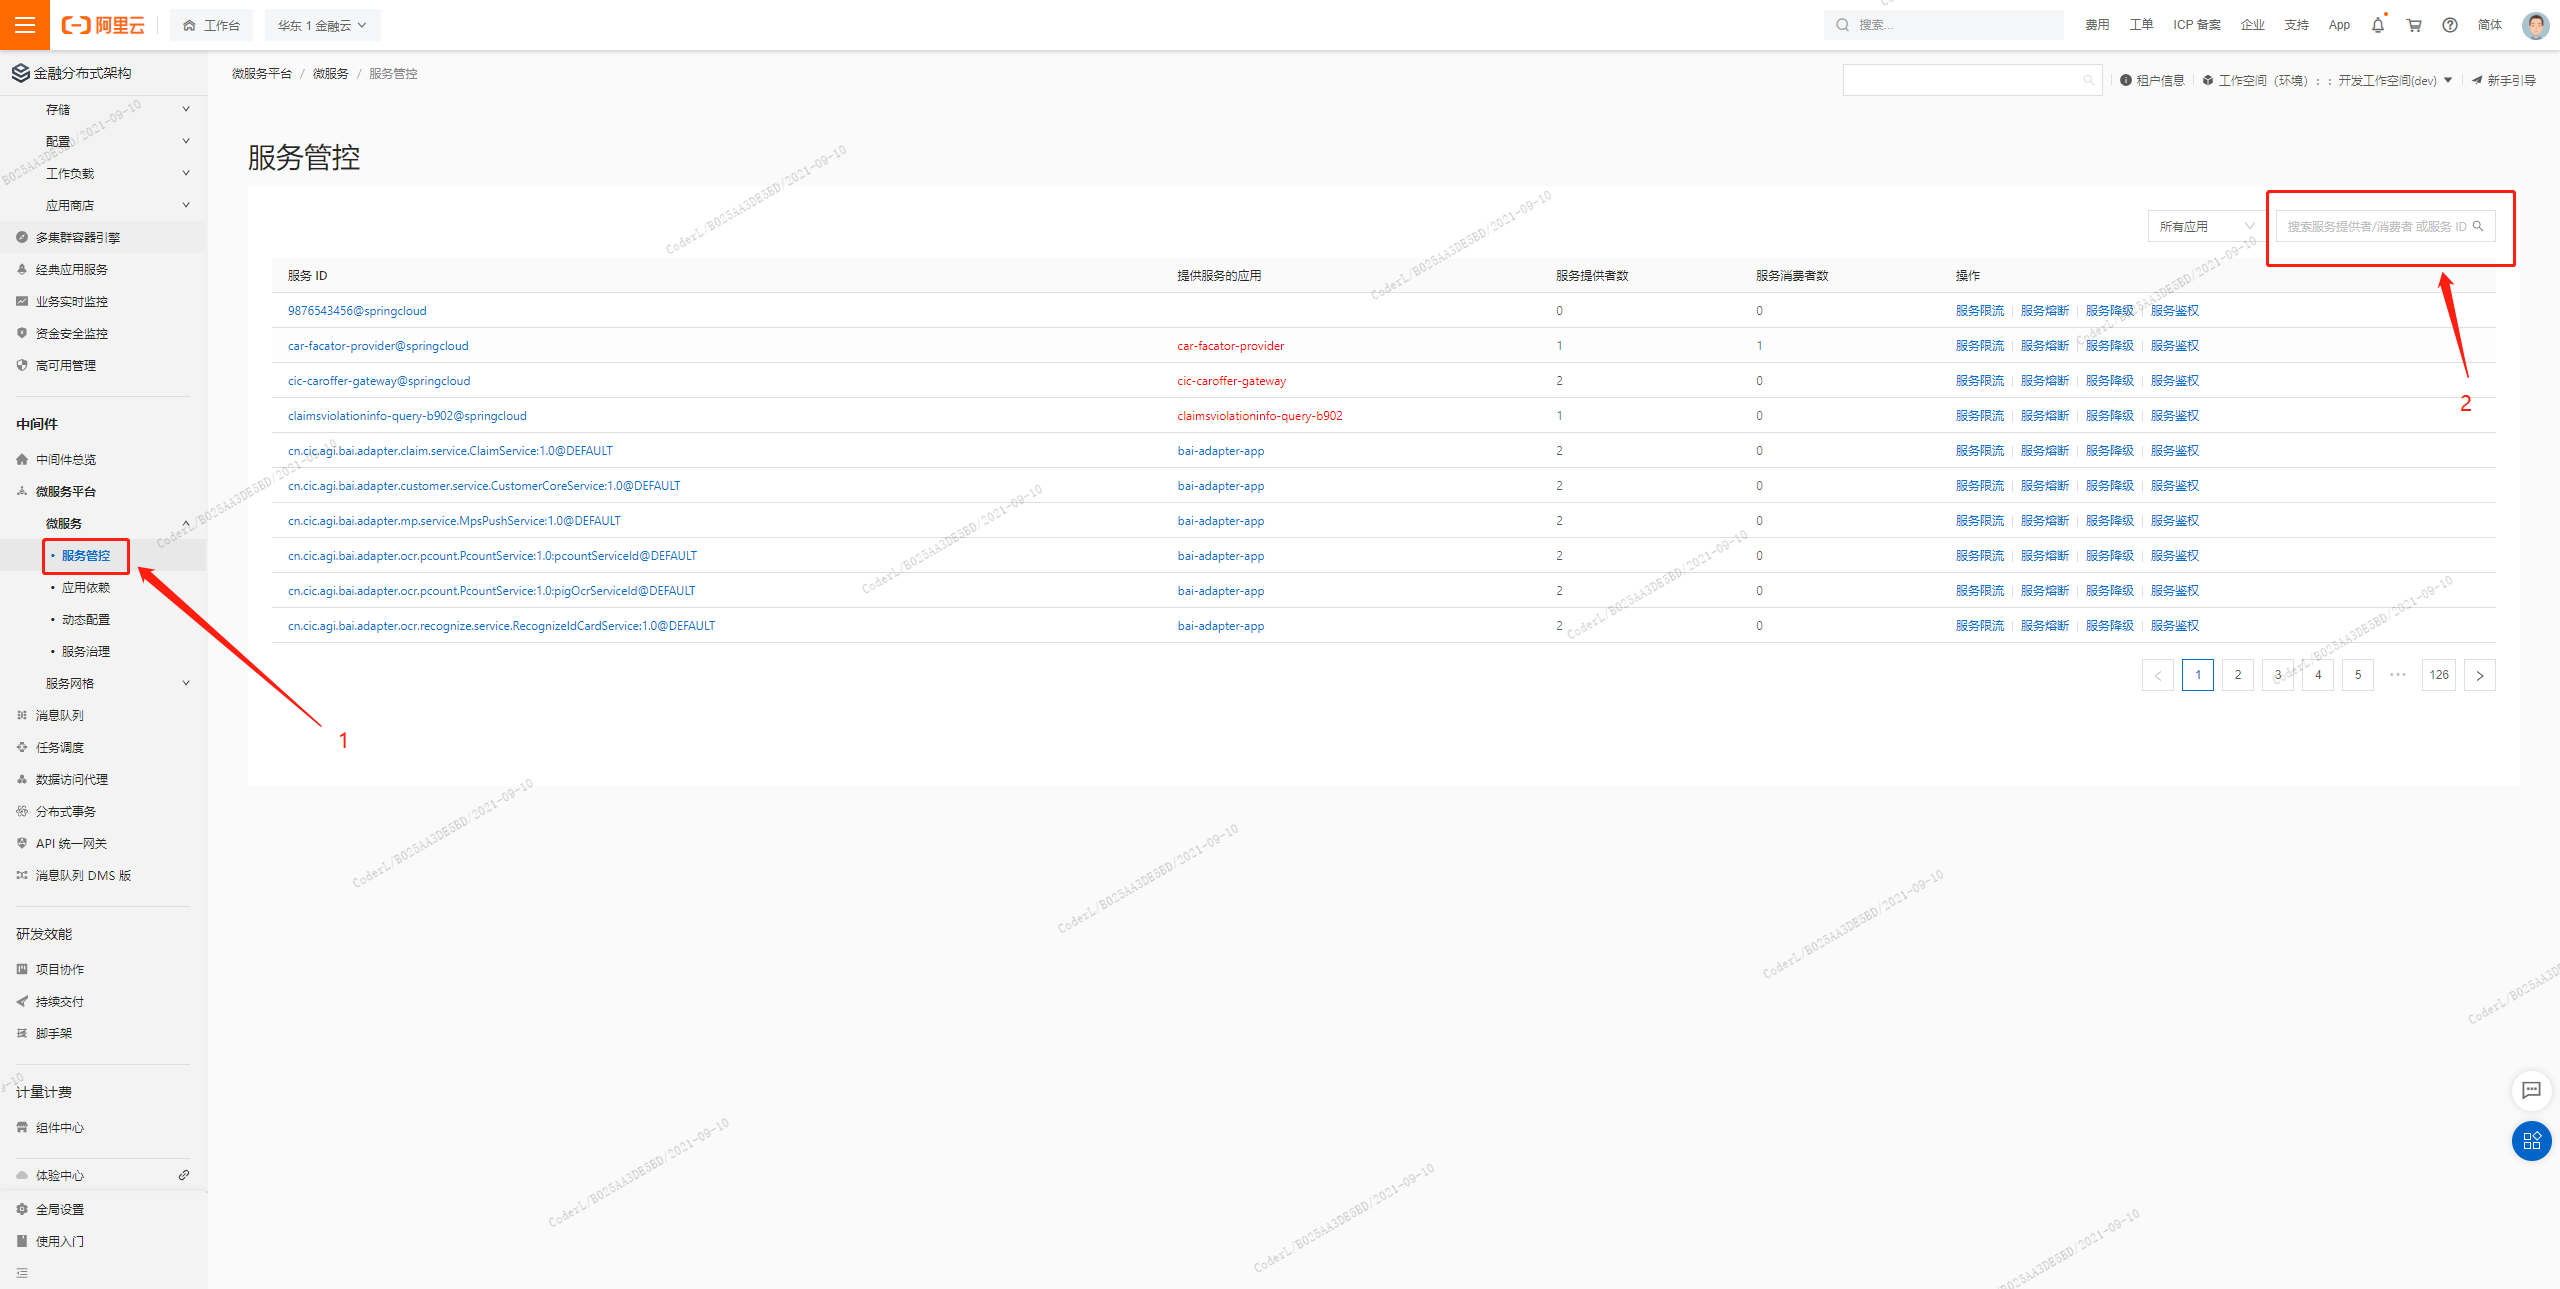 阿里云
工作台
华东 1 金融云
搜索...
费用
工单
ICP 备案
企业
支持
App
简体
金融分布式架构
存储
配置
工作负载
应用商店
多集群容器引擎
经典应用服务
业务实时监控
资金安全监控
高可用管理
中间件
中间件总览
微服务平台
微服务
• 服务管控
• 应用依赖
• 动态配置
• 服务治理
服务网格
消息队列
任务调度
数据访问代理
分布式事务
API 统一网关
消息队列 DMS 版
研发效能
项目协作
持续交付
脚手架
计量计费
组件中心
体验中心
全局设置
使用入门
微服务平台 / 微服务 / 服务管控
租户信息
工作空间（环境）：：开发工作空间(dev)
新手引导
服务管控
所有应用
搜索服务提供者/消费者 或服务 ID
服务 ID 提供服务的应用 服务提供者数 服务消费者数 操作
9876543456@springcloud 0 0 服务限流 服务熔断 服务降级 服务鉴权
car-facator-provider@springcloud car-facator-provider 1 1 服务限流 服务熔断 服务降级 服务鉴权
cic-caroffer-gateway@springcloud cic-caroffer-gateway 2 0 服务限流 服务熔断 服务降级 服务鉴权
claimsviolationinfo-query-b902@springcloud claimsviolationinfo-query-b902 1 0 服务限流 服务熔断 服务降级 服务鉴权
cn.cic.agi.bai.adapter.claim.service.ClaimService:1.0@DEFAULT bai-adapter-app 2 0 服务限流 服务熔断 服务降级 服务鉴权
cn.cic.agi.bai.adapter.customer.service.CustomerCoreService:1.0@DEFAULT bai-adapter-app 2 0 服务限流 服务熔断 服务降级 服务鉴权
cn.cic.agi.bai.adapter.mp.service.MpsPushService:1.0@DEFAULT bai-adapter-app 2 0 服务限流 服务熔断 服务降级 服务鉴权
cn.cic.agi.bai.adapter.ocr.pcount.PcountService:1.0:pcountServiceId@DEFAULT bai-adapter-app 2 0 服务限流 服务熔断 服务降级 服务鉴权
cn.cic.agi.bai.adapter.ocr.pcount.PcountService:1.0:pigOcrServiceId@DEFAULT bai-adapter-app 2 0 服务限流 服务熔断 服务降级 服务鉴权
cn.cic.agi.bai.adapter.ocr.recognize.service.RecognizeIdCardService:1.0@DEFAULT bai-adapter-app 2 0 服务限流 服务熔断 服务降级 服务鉴权
< 1 2 3 4 5 ••• 126 >
1
2
CoderL/B025AA3DE5BD/2021-09-10